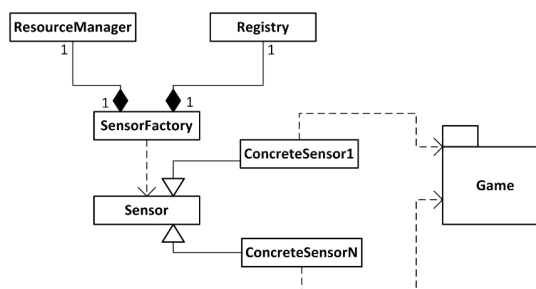 ResourceManager
Registry
1
1
1
1
SensorFactory
ConcreteSensor1
Game
Sensor
ConcreteSensorN